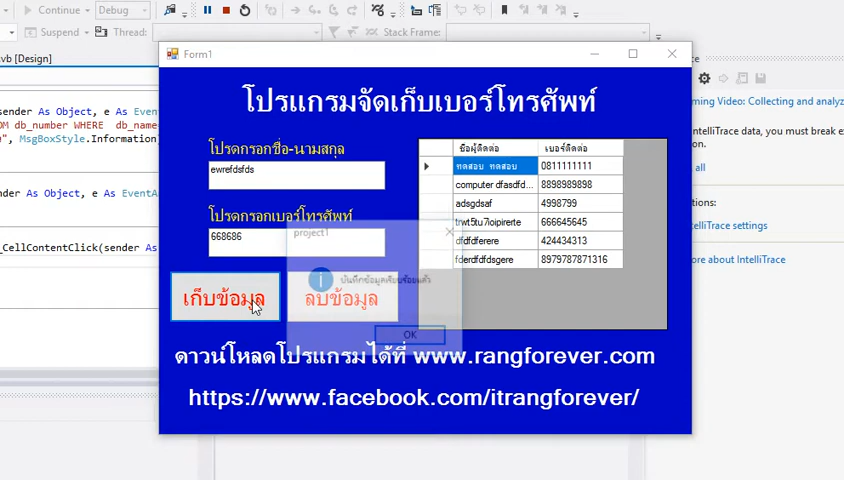 Continue
Debug
Suspend
Thread:
Stack Frame:
.vb [Design]
Form1
โปรแกรมจัดเก็บเบอร์โทรศัพท์
โปรดกรอกชื่อ-นามสกุล
ewrefdsfds
โปรดกรอกเบอร์โทรศัพท์
668686
เก็บข้อมูล
ลบข้อมูล
ชื่อผู้ติดต่อ เบอร์ติดต่อ
ทดสอบ ทดสอบ 0811111111
computer dfasdfd... 8898989898
adsgdsaf 4998799
trwt5tu7ioipirerte 666645645
dfdfdferere 424434313
fderdfdfdsgere 8979787871316
project1
บันทึกข้อมูลเรียบร้อยแล้ว
OK
ดาวน์โหลดโปรแกรมได้ที่ www.rangforever.com
https://www.facebook.com/itrangforever/
sender As Object, e As Event
OM db_number WHERE db_name
", MsgBoxStyle.Information)
ender As Object, e As EventA
_CellContentClick(sender As
ming Video: Collecting and analyz
IntelliTrace data, you must break e
all
tions:
IntelliTrace settings
ore about IntelliTrace